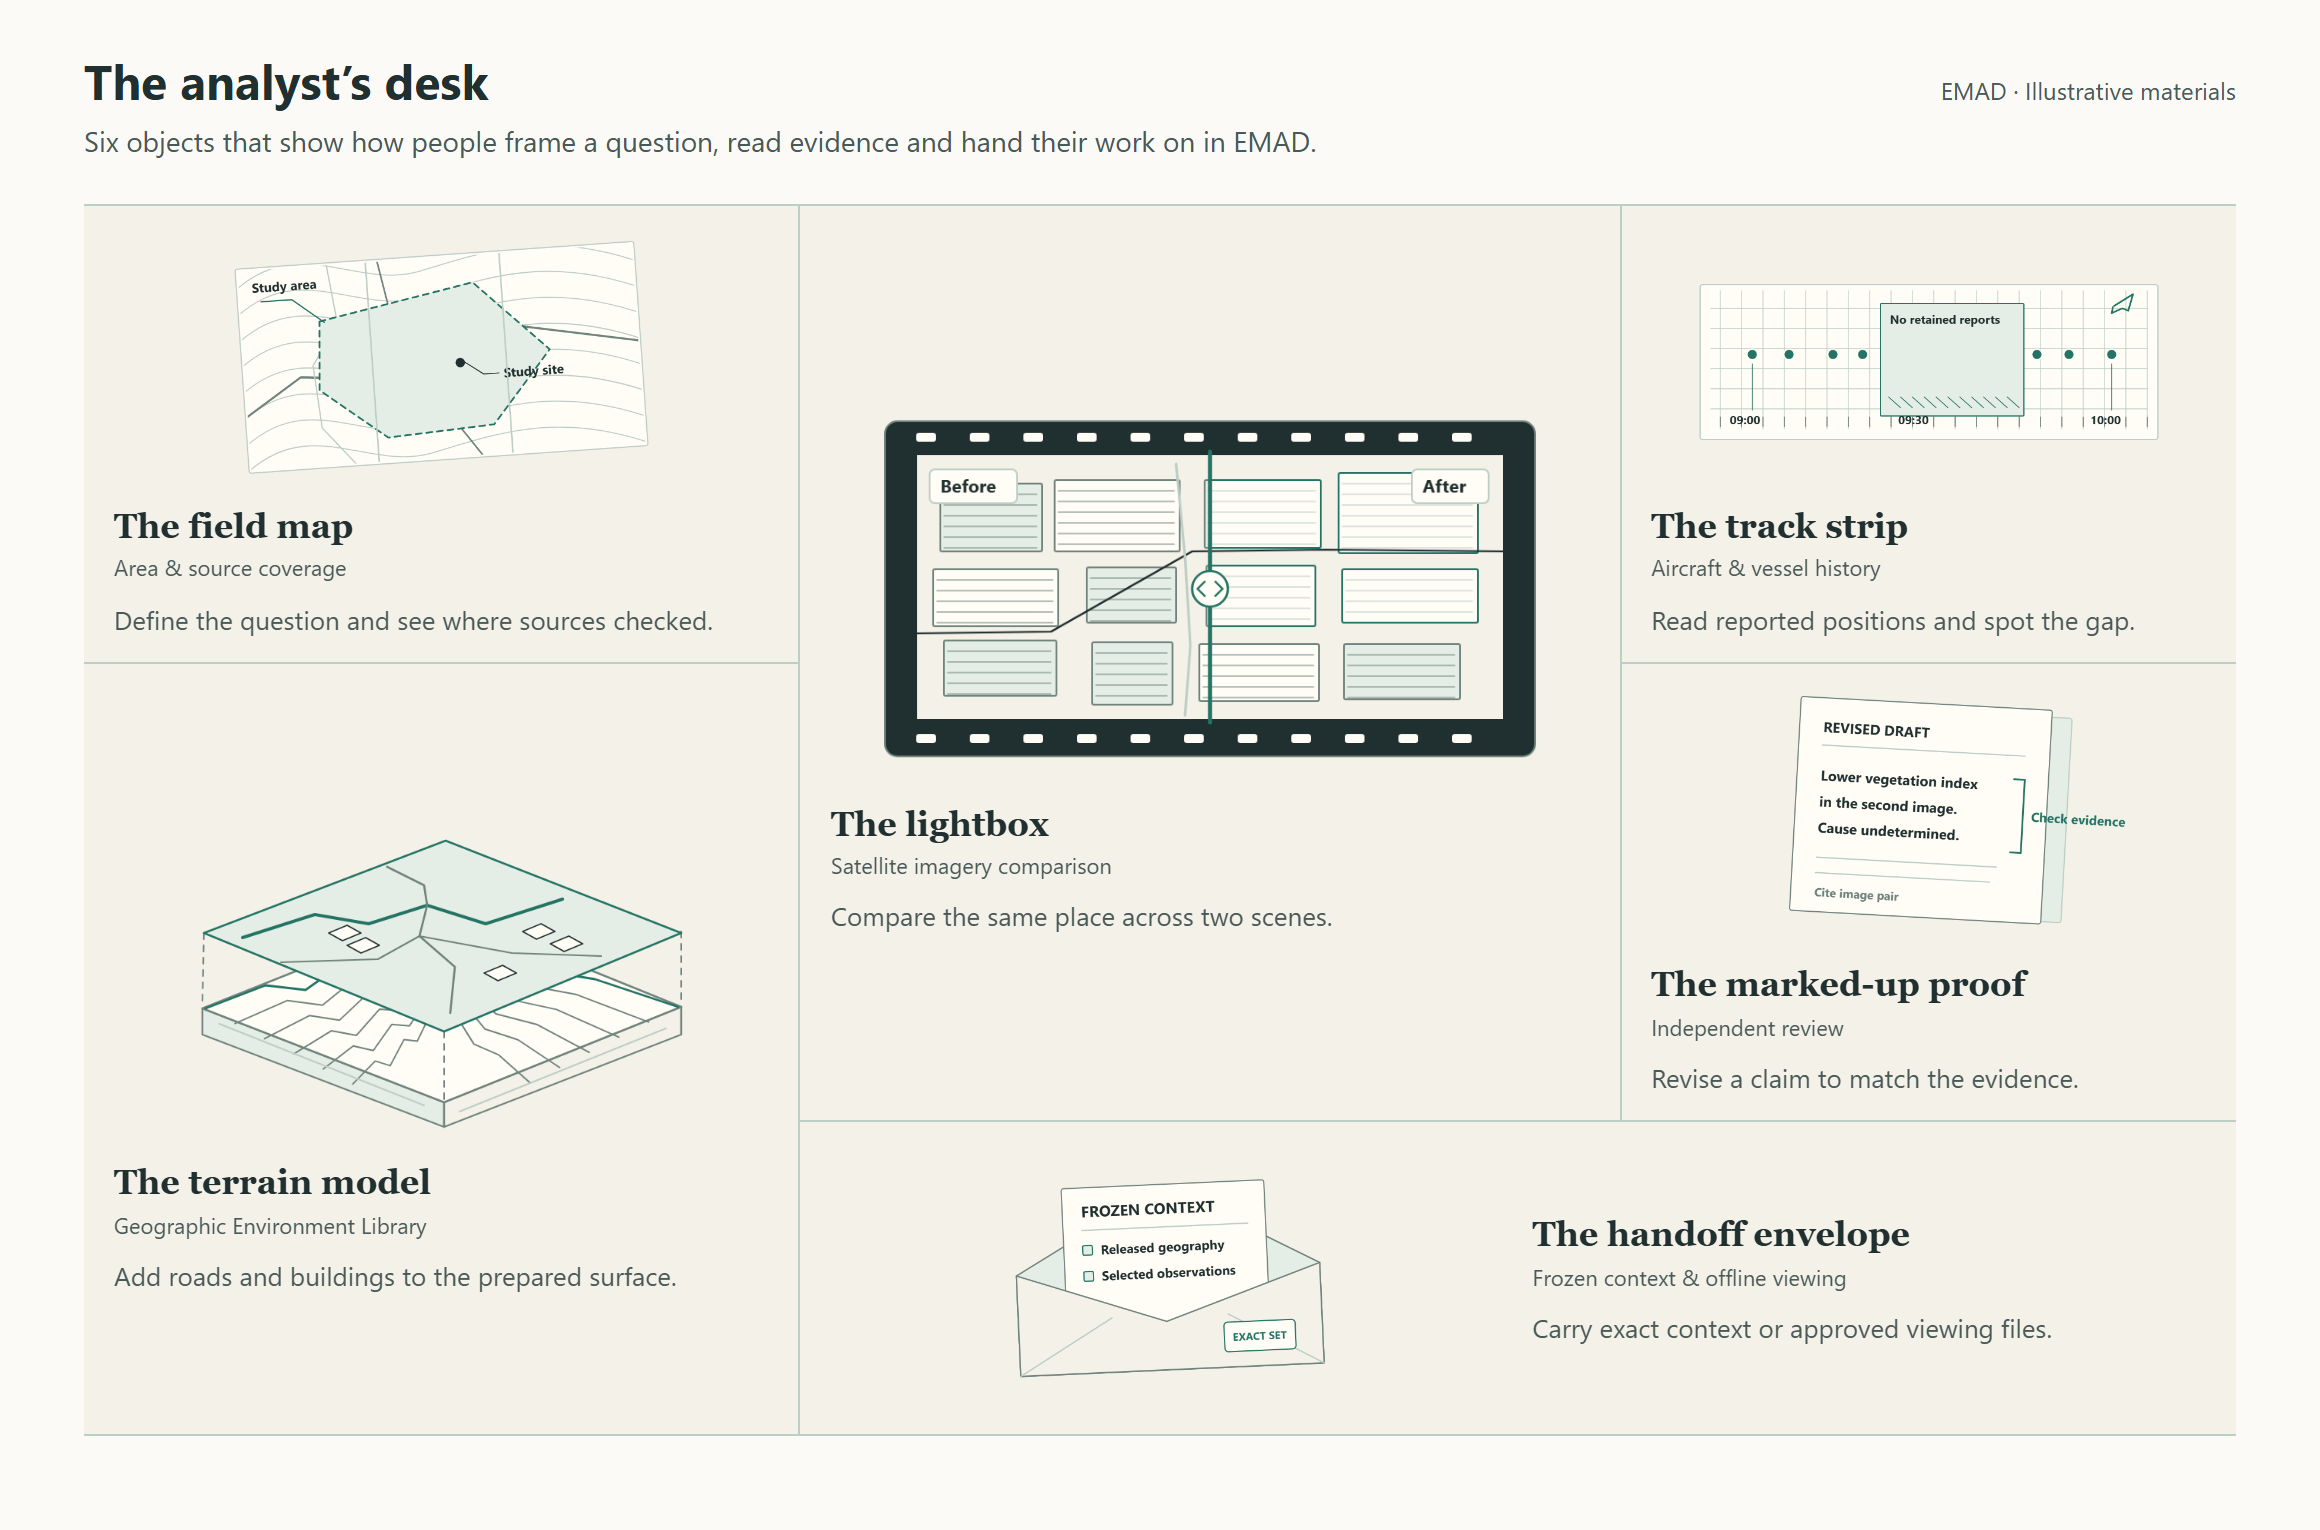 The analyst’s desk
EMAD · Illustrative materials
Six objects that show how people frame a question, read evidence and hand their work on in EMAD.
Study area
Study site
The field map
Area & source coverage
Define the question and see where sources checked.
Before
After
The lightbox
Satellite imagery comparison
Compare the same place across two scenes.
No retained reports
09:00
09:30
10:00
The track strip
Aircraft & vessel history
Read reported positions and spot the gap.
REVISED DRAFT
Lower vegetation index
in the second image.
Cause undetermined.
Check evidence
Cite image pair
The marked-up proof
Independent review
Revise a claim to match the evidence.
The terrain model
Geographic Environment Library
Add roads and buildings to the prepared surface.
FROZEN CONTEXT
Released geography
Selected observations
EXACT SET
The handoff envelope
Frozen context & offline viewing
Carry exact context or approved viewing files.